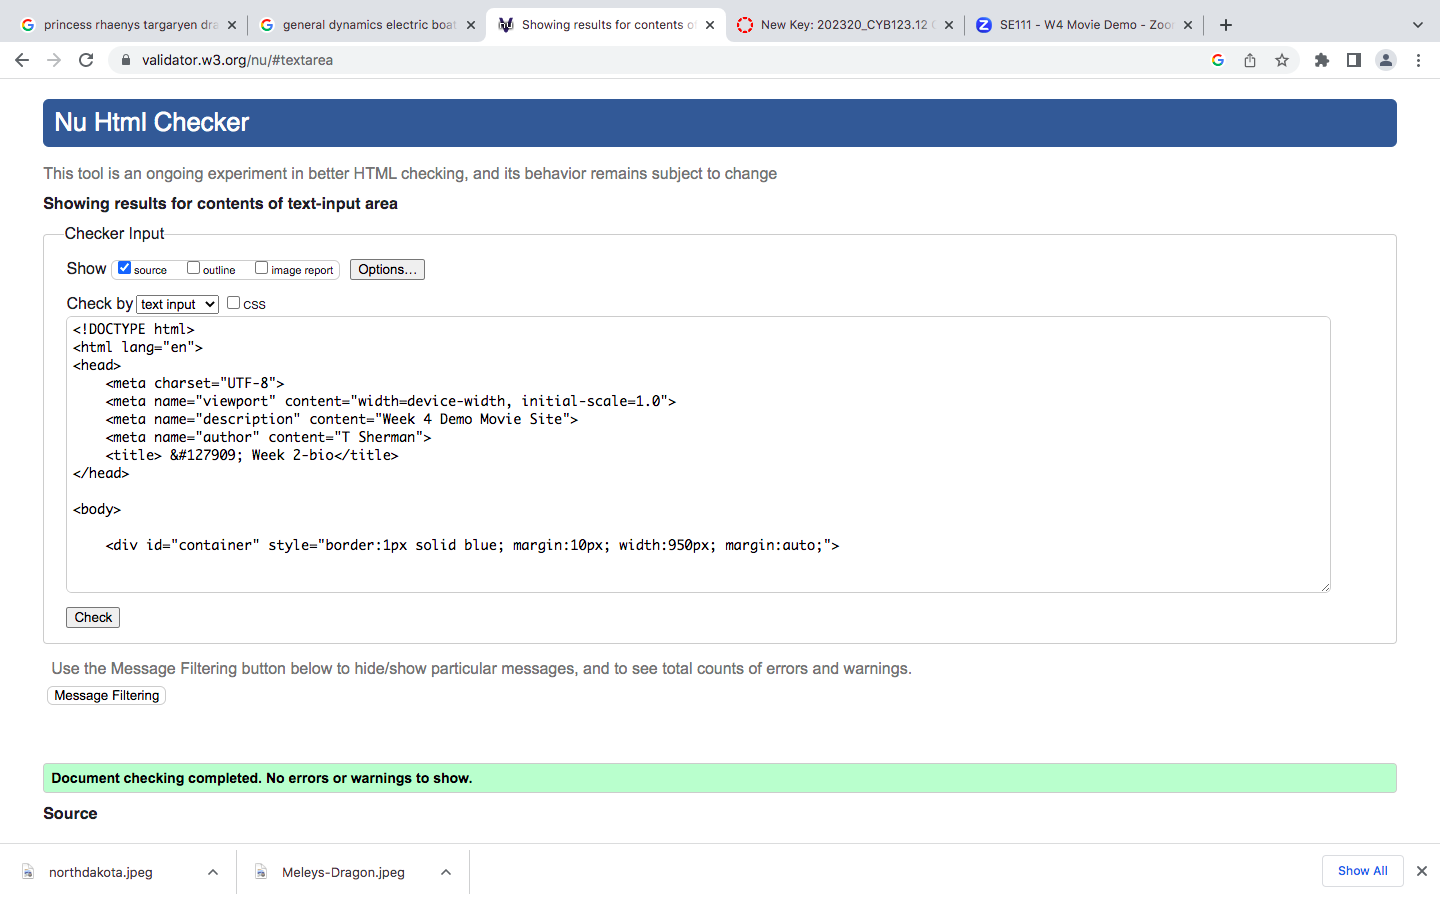 princess rhaenys targaryen dra
general dynamics electric boat
Showing results for contents of
New Key: 202320_CYB123.12
SE111 - W4 Movie Demo - Zoo
validator.w3.org/nu/#textarea
Nu Html Checker
This tool is an ongoing experiment in better HTML checking, and its behavior remains subject to change
Showing results for contents of text-input area
Checker Input
Show source outline image report Options...
Check by text input CSS
<!DOCTYPE html>
<html lang="en">
<head>
    <meta charset="UTF-8">
    <meta name="viewport" content="width=device-width, initial-scale=1.0">
    <meta name="description" content="Week 4 Demo Movie Site">
    <meta name="author" content="T Sherman">
    <title> &#127909; Week 2-bio</title>
</head>
<body>
    <div id="container" style="border:1px solid blue; margin:10px; width:950px; margin:auto;">
Check
Use the Message Filtering button below to hide/show particular messages, and to see total counts of errors and warnings.
Message Filtering
Document checking completed. No errors or warnings to show.
Source
northdakota.jpeg
Meleys-Dragon.jpeg
Show All